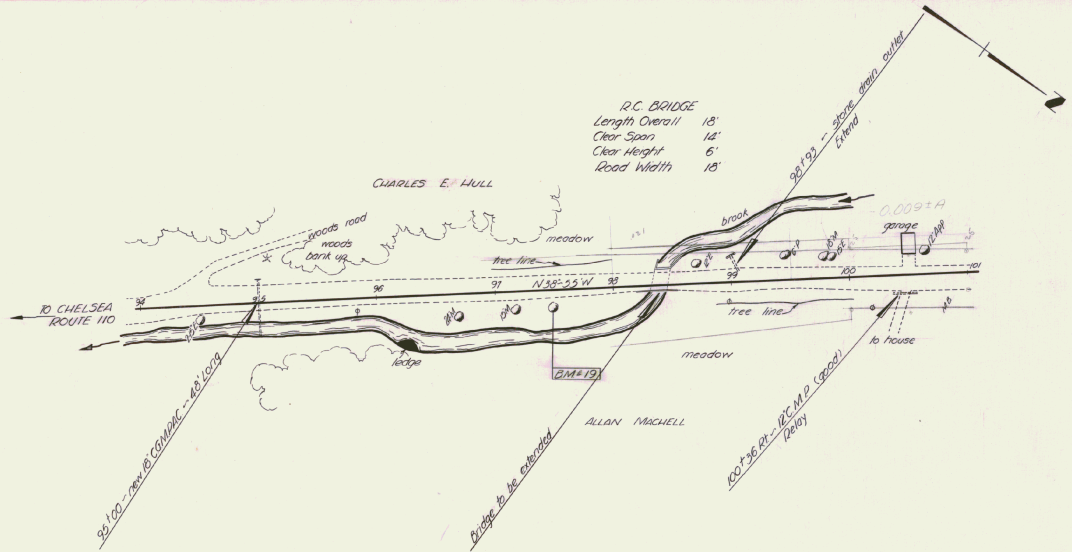 R.C. BRIDGE
Length Overall 18'
Clear Span 14'
Clear Height 6'
Road Width 18'
98+93 - stone drain outlet
Extend
N
CHARLES E. HULL
woods road
woods
bank up
meadow
brook
-0.009±A
garage
tree line
94 95 96 97 N38-55'W 98 99 100 101
TO CHELSEA
ROUTE 110
ledge
BM#19
tree line
to house
meadow
ALLAN MACHELL
95+00 - new 18" CGMPAC - 48' Long
Bridge to be extended
100+36 Rt - 12" C.M.P. (good)
Relay